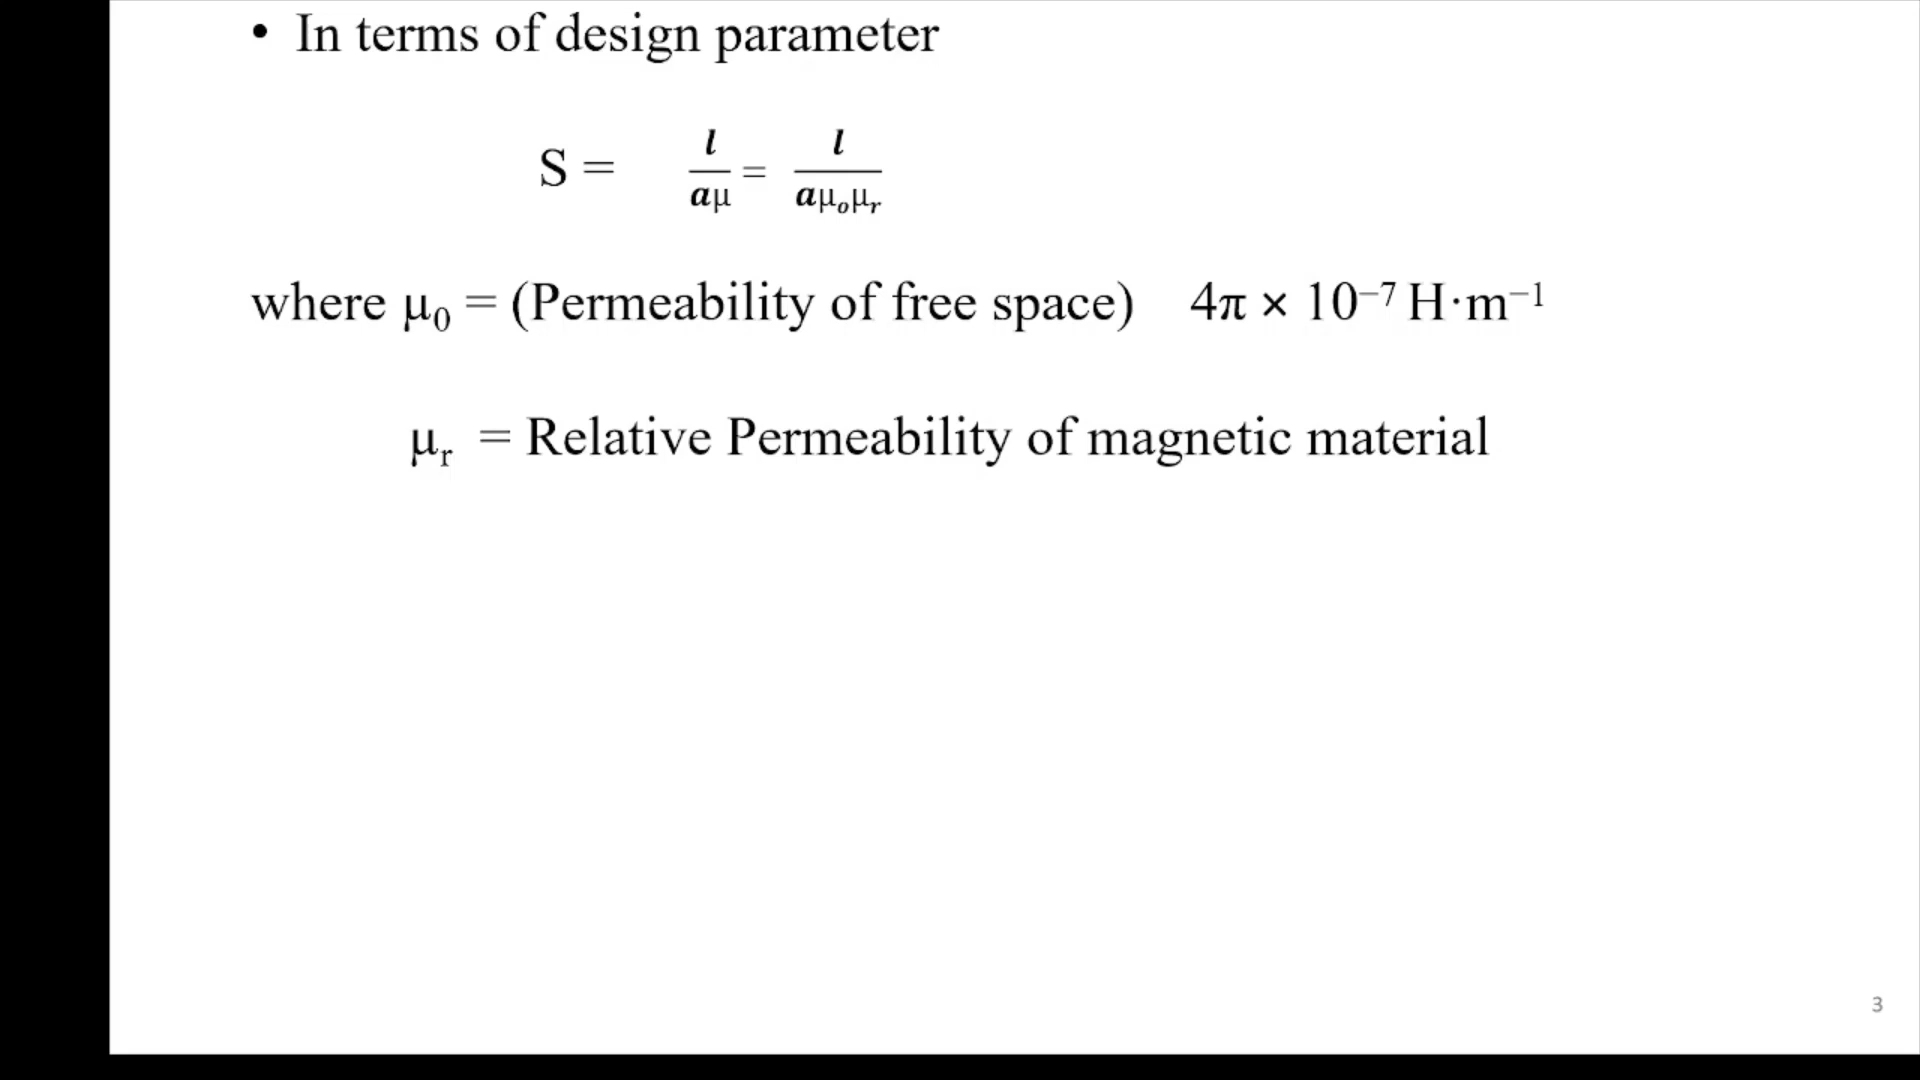 • In terms of design parameter
S = l/aμ = l/aμₒμᵣ
where μ₀ = (Permeability of free space) 4π × 10⁻⁷ H·m⁻¹
μᵣ = Relative Permeability of magnetic material
3